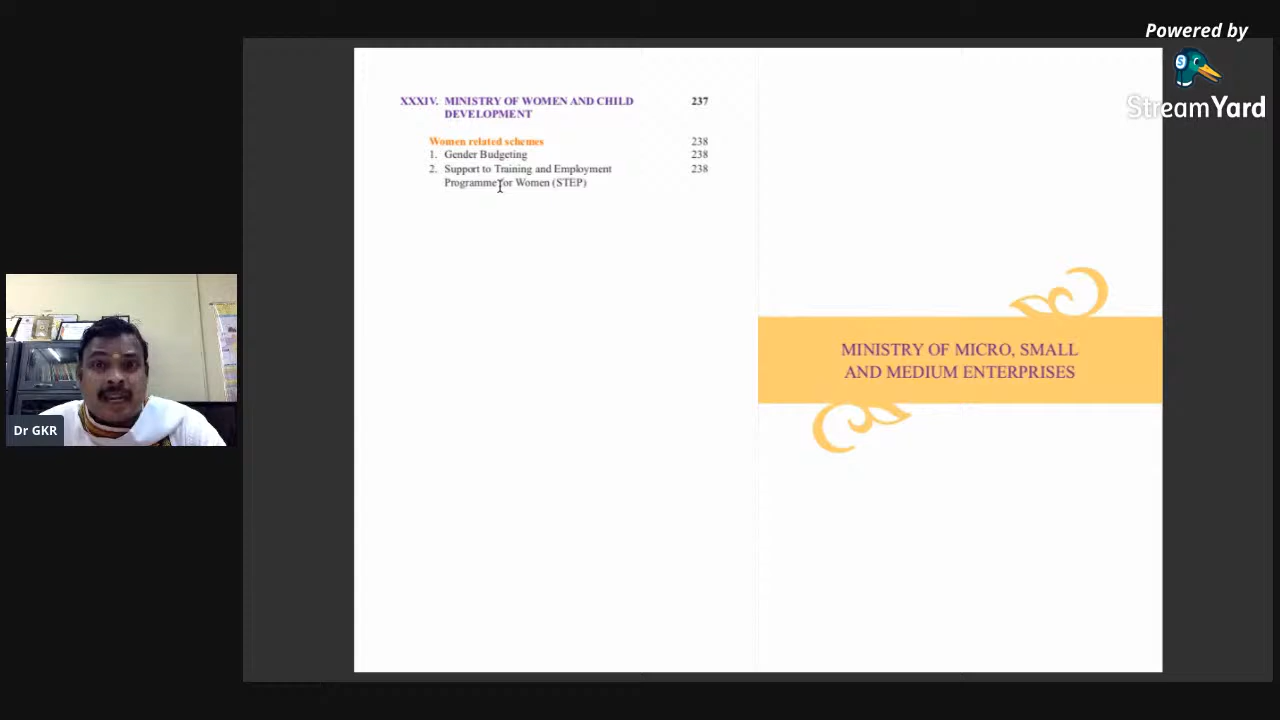 Powered by
StreamYard
XXXIV. MINISTRY OF WOMEN AND CHILD 237
DEVELOPMENT
Women related schemes 238
1. Gender Budgeting 238
2. Support to Training and Employment 238
Programme for Women (STEP)
MINISTRY OF MICRO, SMALL
AND MEDIUM ENTERPRISES
Dr GKR